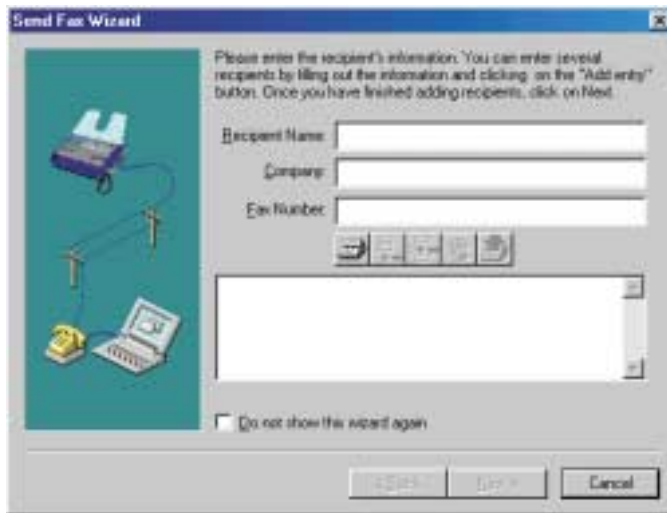 Send Fax Wizard
Please enter the recipient's information. You can enter several
recipients by filling out the information and clicking on the "Add entry"
button. Once you have finished adding recipients, click on Next.
Recipient Name:
Company:
Fax Number:
Do not show this wizard again
< Back
Next >
Cancel